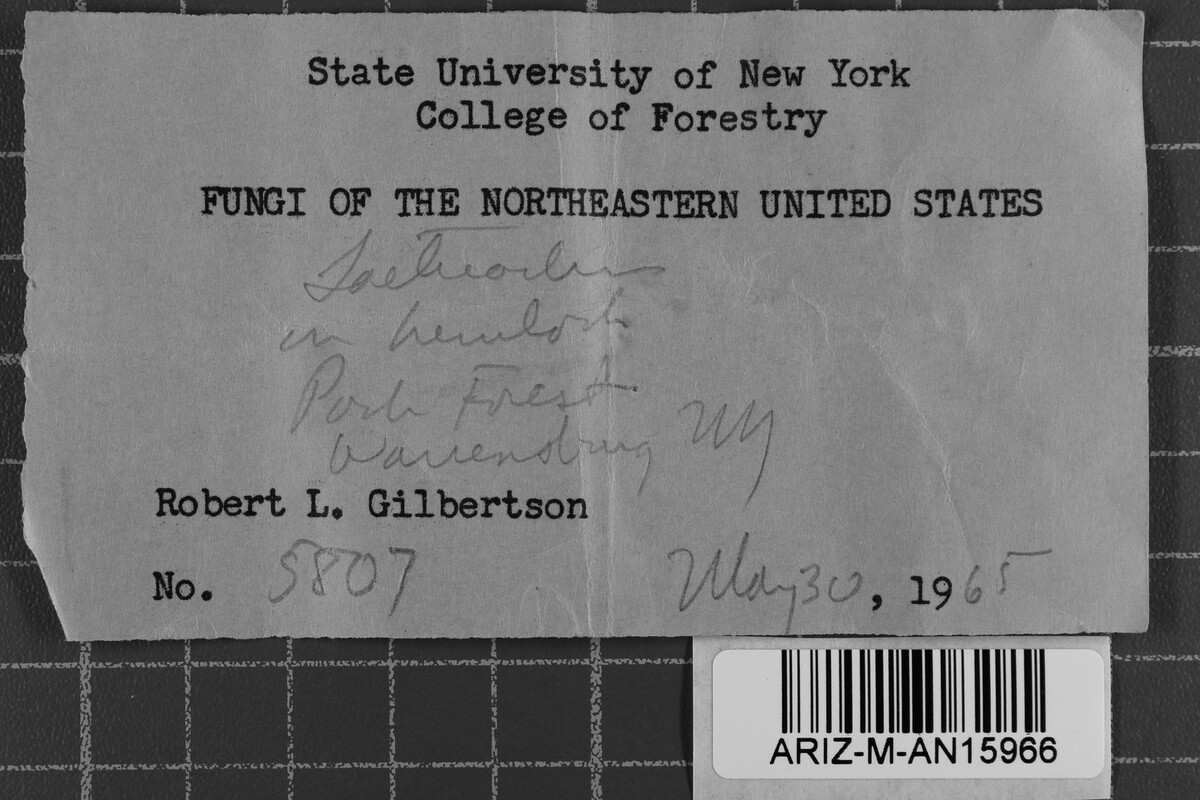 State University of New York
College of Forestry
FUNGI OF THE NORTHEASTERN UNITED STATES
on hemlock
Pack Forest
Warrensburg NY
Robert L. Gilbertson
No. 5807
May 30, 1965
ARIZ-M-AN15966